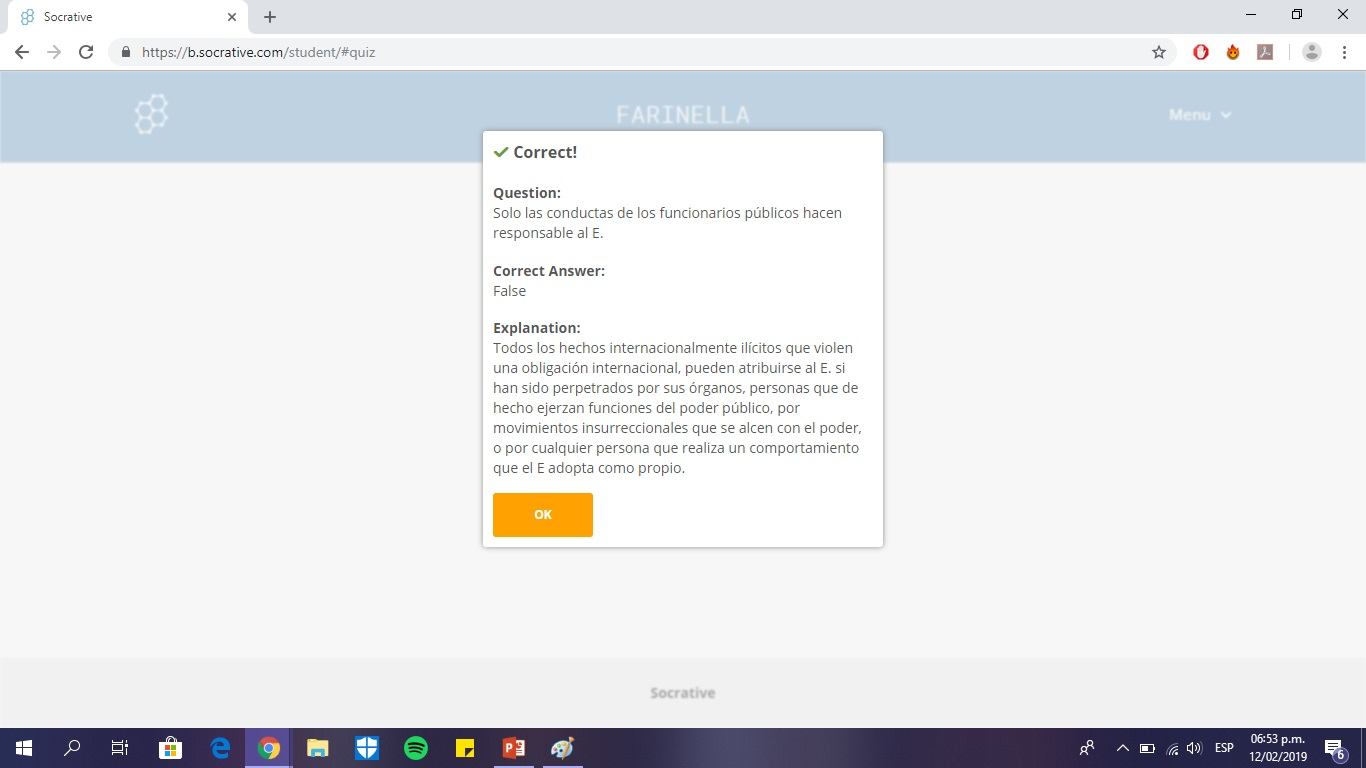 Socrative
https://b.socrative.com/student/#quiz
FARINELLA
Menu
Correct!
Question:
Solo las conductas de los funcionarios públicos hacen
responsable al E.
Correct Answer:
False
Explanation:
Todos los hechos internacionalmente ilícitos que violen
una obligación internacional, pueden atribuirse al E. si
han sido perpetrados por sus órganos, personas que de
hecho ejerzan funciones del poder público, por
movimientos insurreccionales que se alcen con el poder,
o por cualquier persona que realiza un comportamiento
que el E adopta como propio.
OK
Socrative
ESP
06:53 p.m.
12/02/2019
6